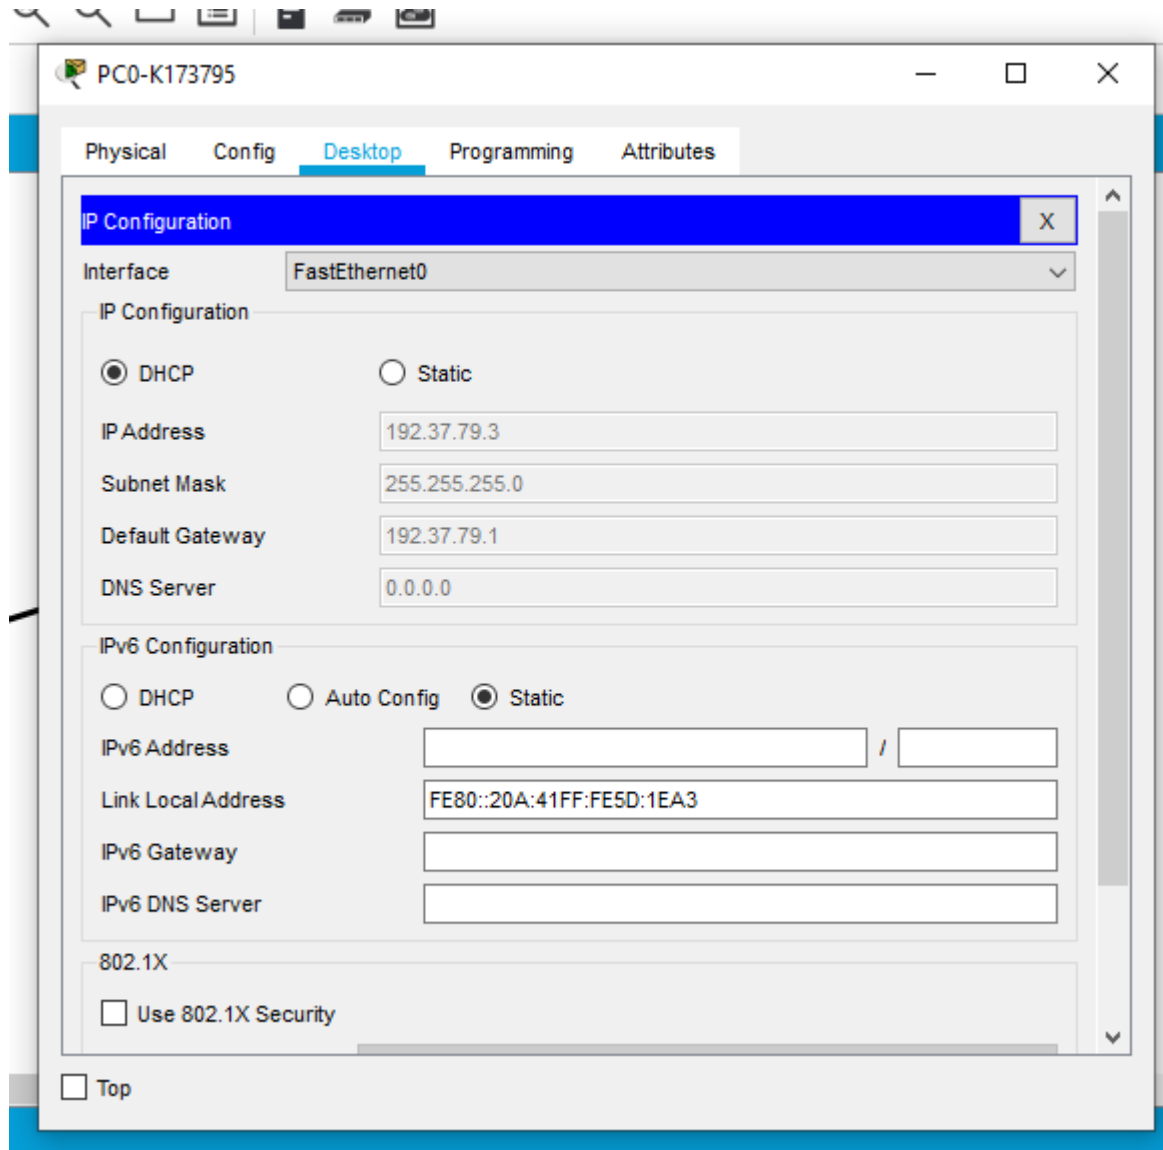 PC0-K173795
Physical Config Desktop Programming Attributes
IP Configuration X
Interface FastEthernet0
IP Configuration
DHCP Static
IP Address 192.37.79.3
Subnet Mask 255.255.255.0
Default Gateway 192.37.79.1
DNS Server 0.0.0.0
IPv6 Configuration
DHCP Auto Config Static
IPv6 Address /
Link Local Address FE80::20A:41FF:FE5D:1EA3
IPv6 Gateway
IPv6 DNS Server
802.1X
Use 802.1X Security
Top